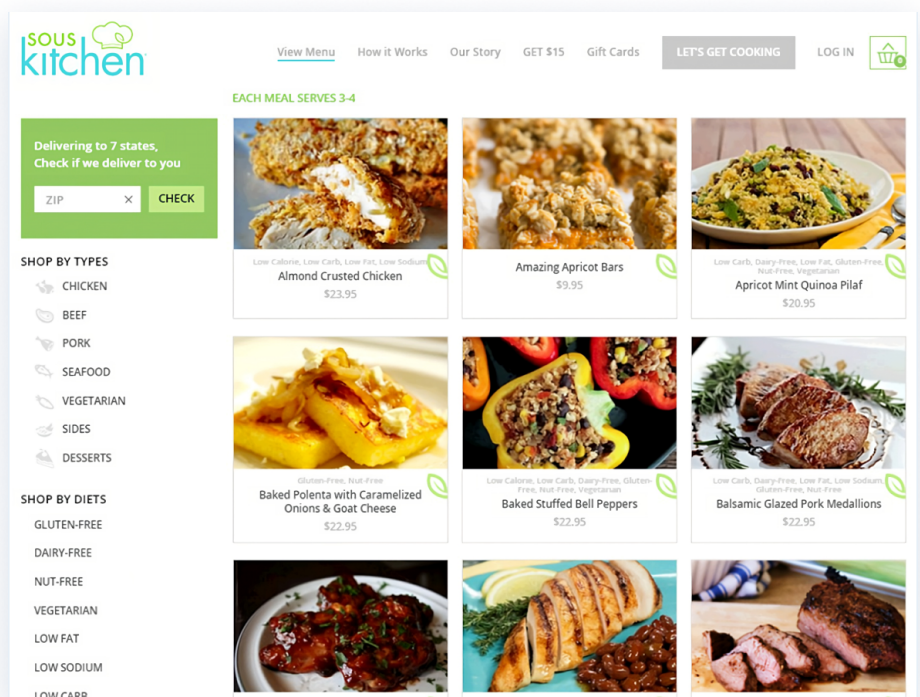 SOUS
kitchen
View Menu
How it Works
Our Story
GET $15
Gift Cards
LET'S GET COOKING
LOG IN
0
EACH MEAL SERVES 3-4
Delivering to 7 states,
Check if we deliver to you
ZIP
CHECK
SHOP BY TYPES
CHICKEN
BEEF
PORK
SEAFOOD
VEGETARIAN
SIDES
DESSERTS
SHOP BY DIETS
GLUTEN-FREE
DAIRY-FREE
NUT-FREE
VEGETARIAN
LOW FAT
LOW SODIUM
LOW CARB
Low Calorie, Low Carb, Low Fat, Low Sodium
Almond Crusted Chicken
$23.95
Amazing Apricot Bars
$9.95
Low Carb, Dairy-Free, Low Fat, Gluten-Free,
Nut-Free, Vegetarian
Apricot Mint Quinoa Pilaf
$20.95
Gluten-Free, Nut-Free
Baked Polenta with Caramelized
Onions & Goat Cheese
$22.95
Low Calorie, Low Carb, Dairy-Free, Gluten-
Free, Nut-Free, Vegetarian
Baked Stuffed Bell Peppers
$22.95
Low Carb, Dairy-Free, Low Fat, Low Sodium,
Gluten-Free, Nut-Free
Balsamic Glazed Pork Medallions
$22.95